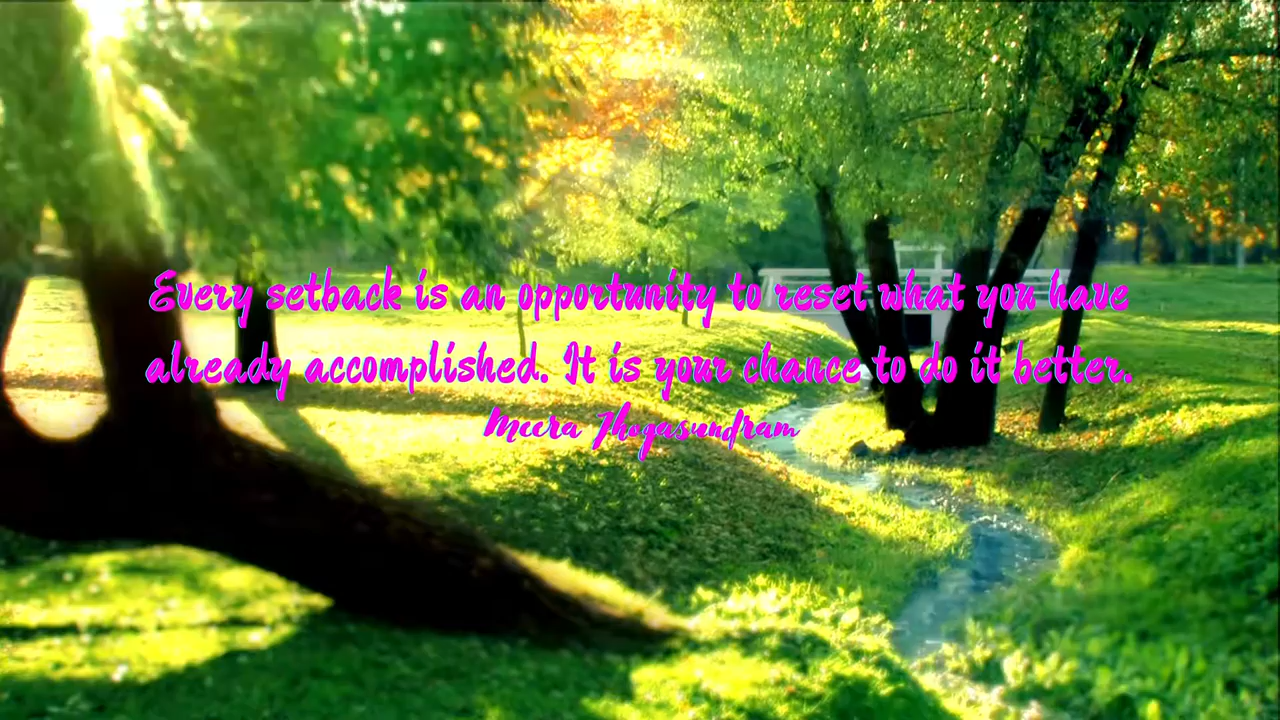 Every setback is an opportunity to reset what you have
already accomplished. It is your chance to do it better.
Meera Thogasundram